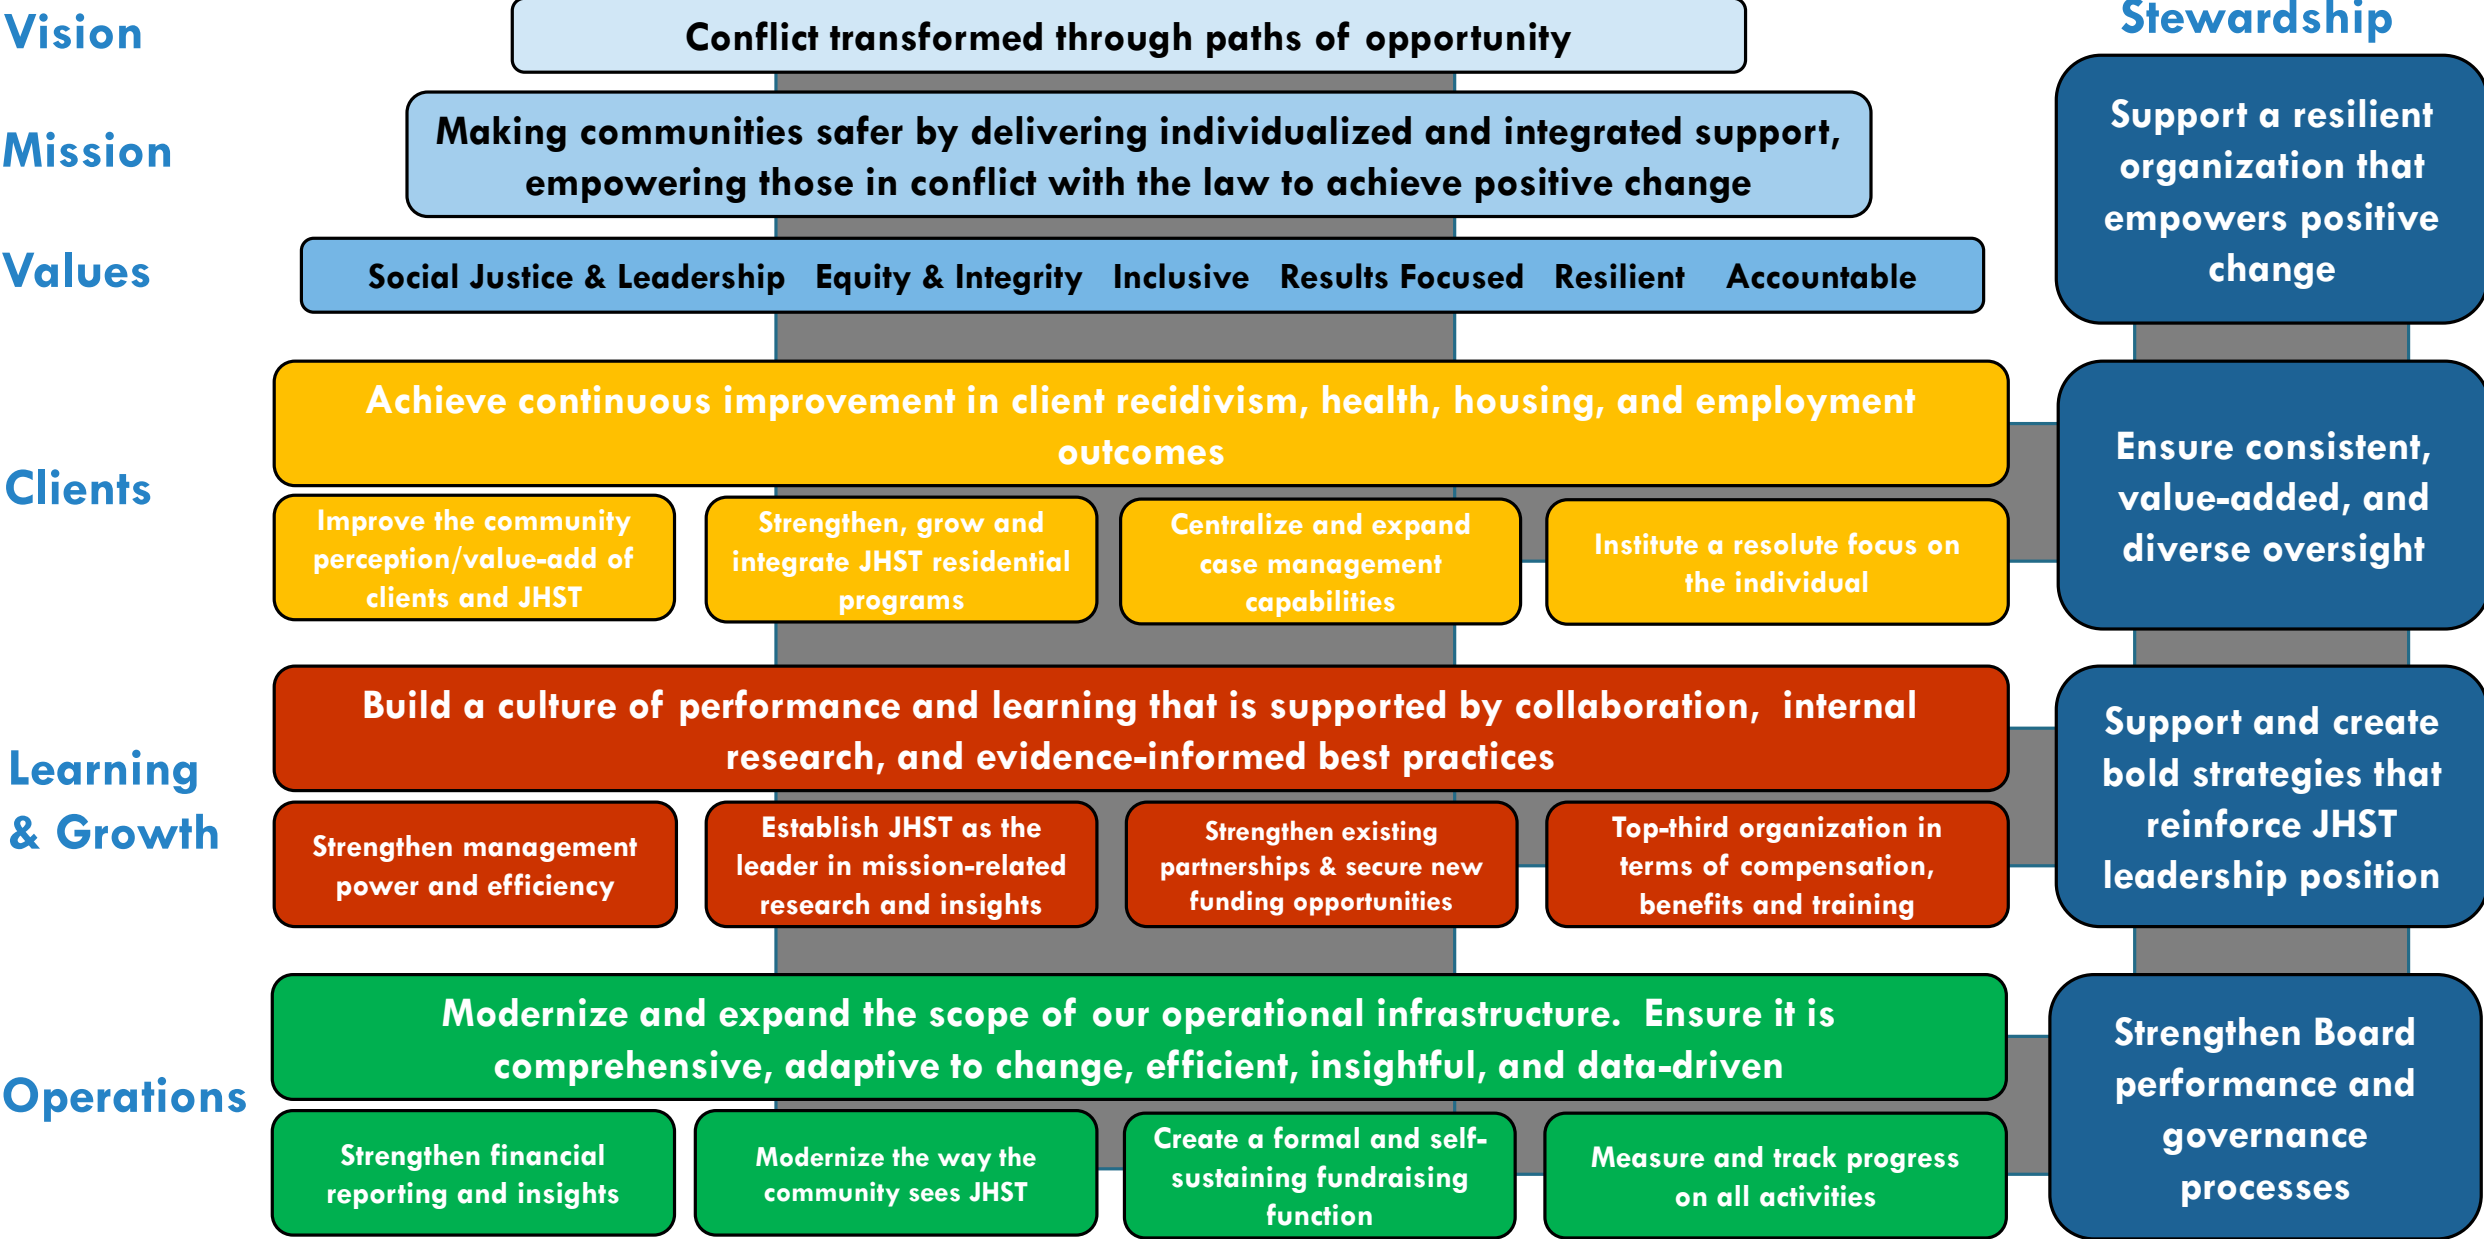 Vision
Conflict transformed through paths of opportunity
Mission
Making communities safer by delivering individualized and integrated support,
empowering those in conflict with the law to achieve positive change
Values
Social Justice & Leadership Equity & Integrity Inclusive Results Focused Resilient Accountable
Clients
Achieve continuous improvement in client recidivism, health, housing, and employment
outcomes
Improve the community
perception/value-add of
clients and JHST
Strengthen, grow and
integrate JHST residential
programs
Centralize and expand
case management
capabilities
Institute a resolute focus on
the individual
Learning
& Growth
Build a culture of performance and learning that is supported by collaboration, internal
research, and evidence-informed best practices
Strengthen management
power and efficiency
Establish JHST as the
leader in mission-related
research and insights
Strengthen existing
partnerships & secure new
funding opportunities
Top-third organization in
terms of compensation,
benefits and training
Operations
Modernize and expand the scope of our operational infrastructure. Ensure it is
comprehensive, adaptive to change, efficient, insightful, and data-driven
Strengthen financial
reporting and insights
Modernize the way the
community sees JHST
Create a formal and self-
sustaining fundraising
function
Measure and track progress
on all activities
Stewardship
Support a resilient
organization that
empowers positive
change
Ensure consistent,
value-added, and
diverse oversight
Support and create
bold strategies that
reinforce JHST
leadership position
Strengthen Board
performance and
governance
processes